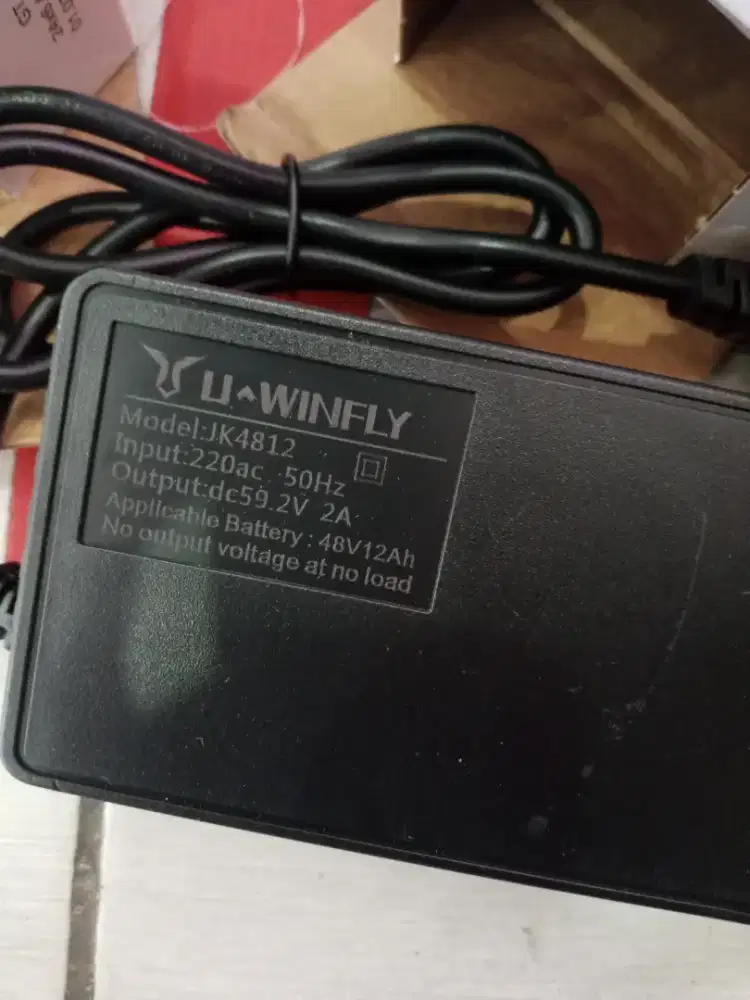 U WINFLY
Model:JK4812
Input:220ac 50Hz
Output:dc59.2V 2A
Applicable Battery : 48V12Ah
No output voltage at no load